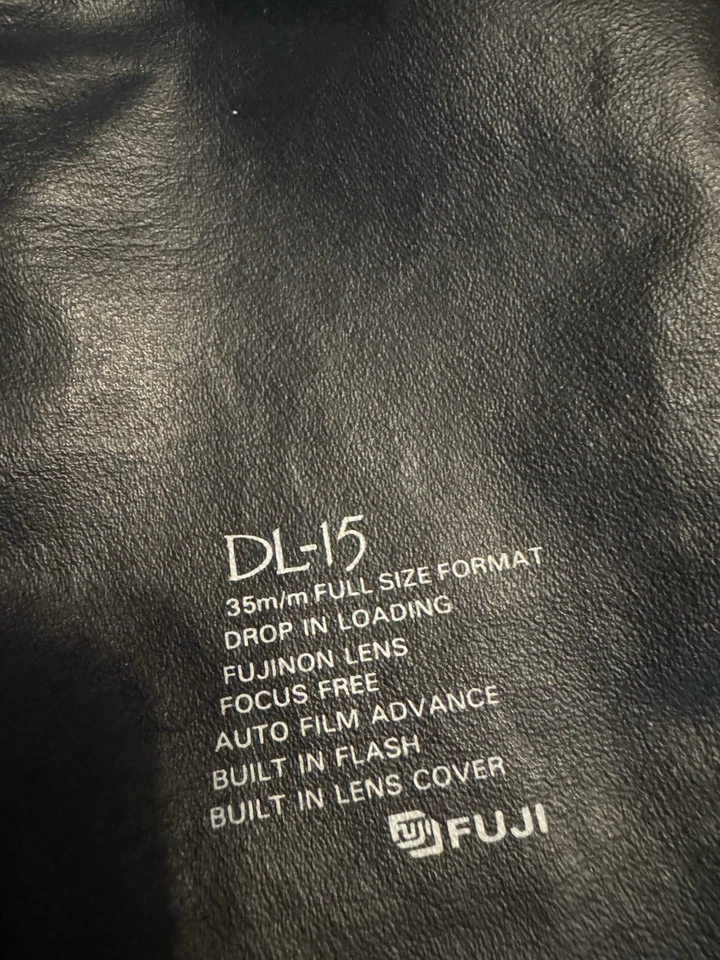 DL-15
35m/m FULL SIZE FORMAT
DROP IN LOADING
FUJINON LENS
FOCUS FREE
AUTO FILM ADVANCE
BUILT IN FLASH
BUILT IN LENS COVER
FUJI FUJI